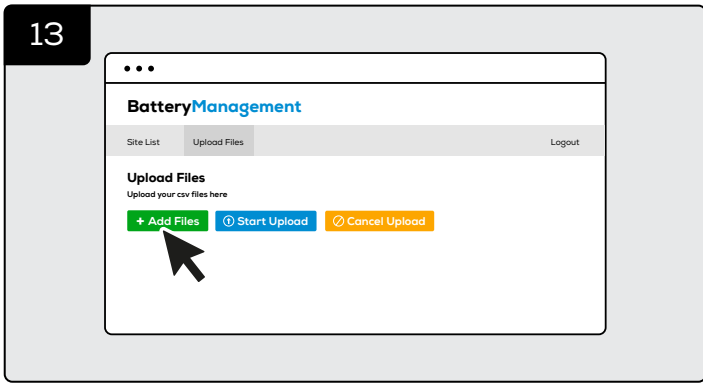 13
BatteryManagement
Site List Upload Files Logout
Upload Files
Upload your csv files here
+ Add Files Start Upload Cancel Upload